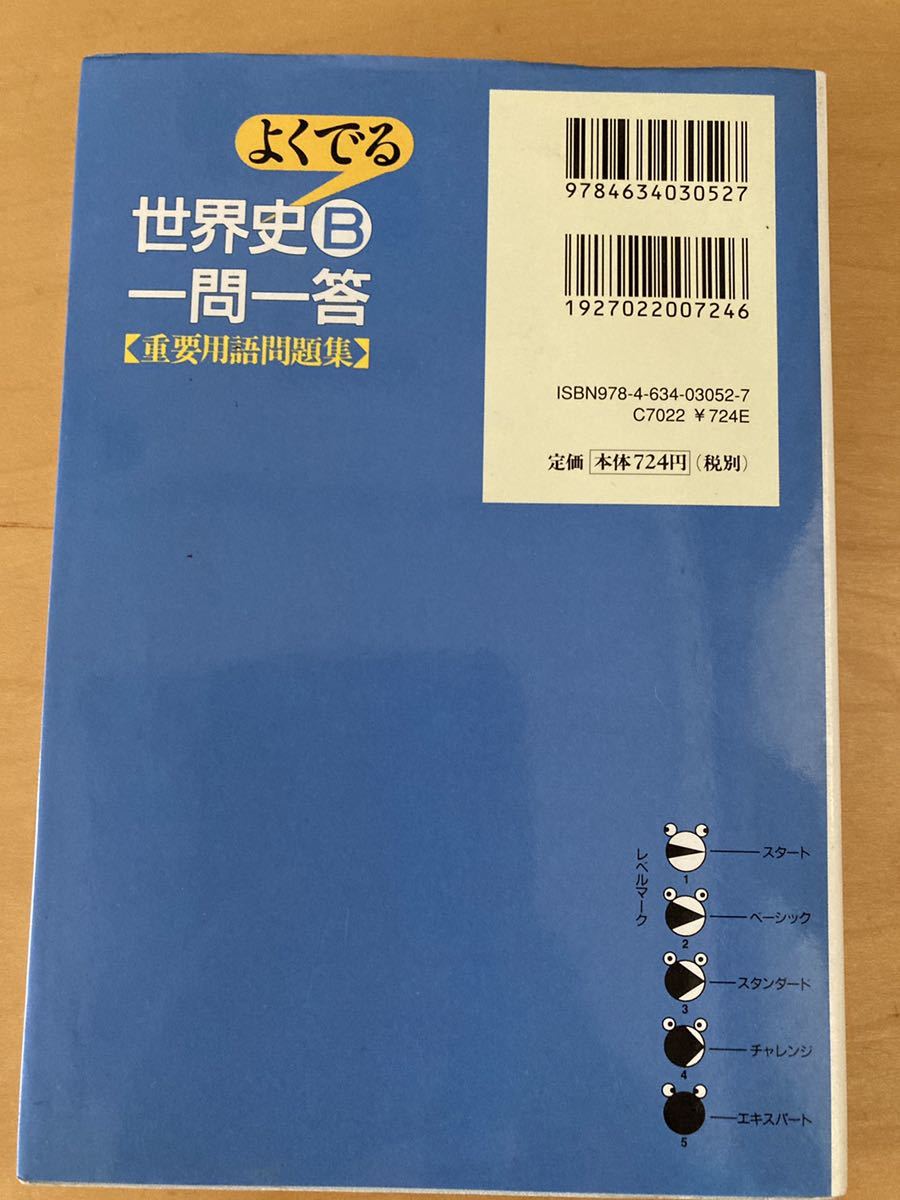 よくでる
世界史B
一問一答
【重要用語問題集】
9784634030527
1927022007246
ISBN978-4-634-03052-7
C7022 ¥724E
定価 本体724円(税別)
レベルマーク
スタート
1
ベーシック
2
スタンダード
3
チャレンジ
4
エキスパート
5